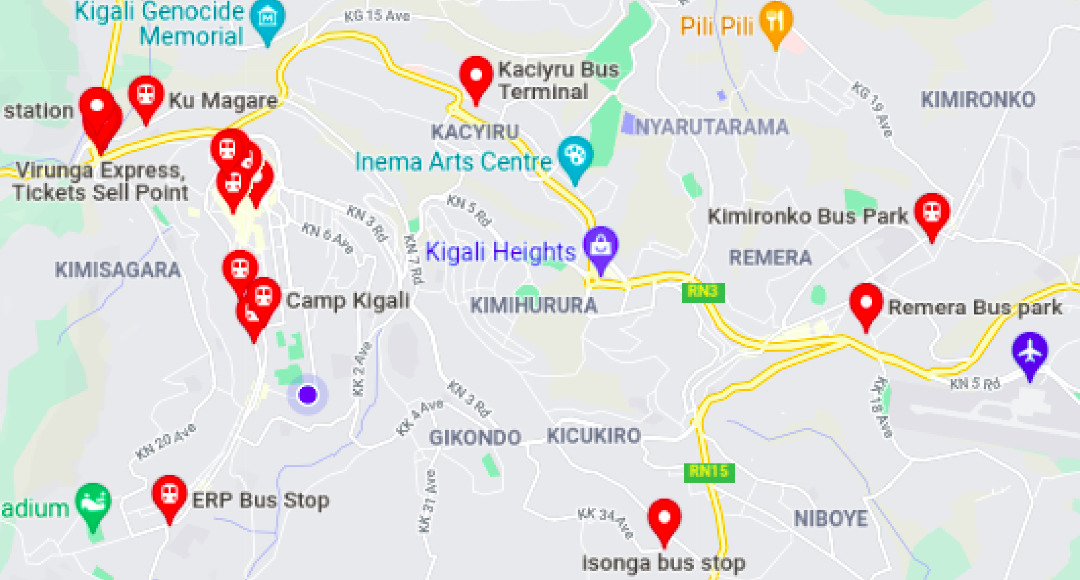 Kigali Genocide
Memorial
KG 15 Ave
Pili Pili
Kaciyru Bus
Terminal
station
Ku Magare
KG 19 Ave
KIMIRONKO
KACYIRU
NYARUTARAMA
Inema Arts Centre
Virunga Express,
Tickets Sell Point
KN 3 Rd
KN 5 Rd
KN 6 Ave
KN 7 Rd
Kimironko Bus Park
Kigali Heights
REMERA
KIMISAGARA
RN3
Camp Kigali
KIMIHURURA
Remera Bus park
KK 2 Ave
KN 5 Rd
KN 3 Rd
KK 4 Ave
KK 18 Ave
KN 20 Ave
GIKONDO
KICUKIRO
RN15
KK 31 Ave
ERP Bus Stop
adium
KK 34 Ave
NIBOYE
Isonga bus stop